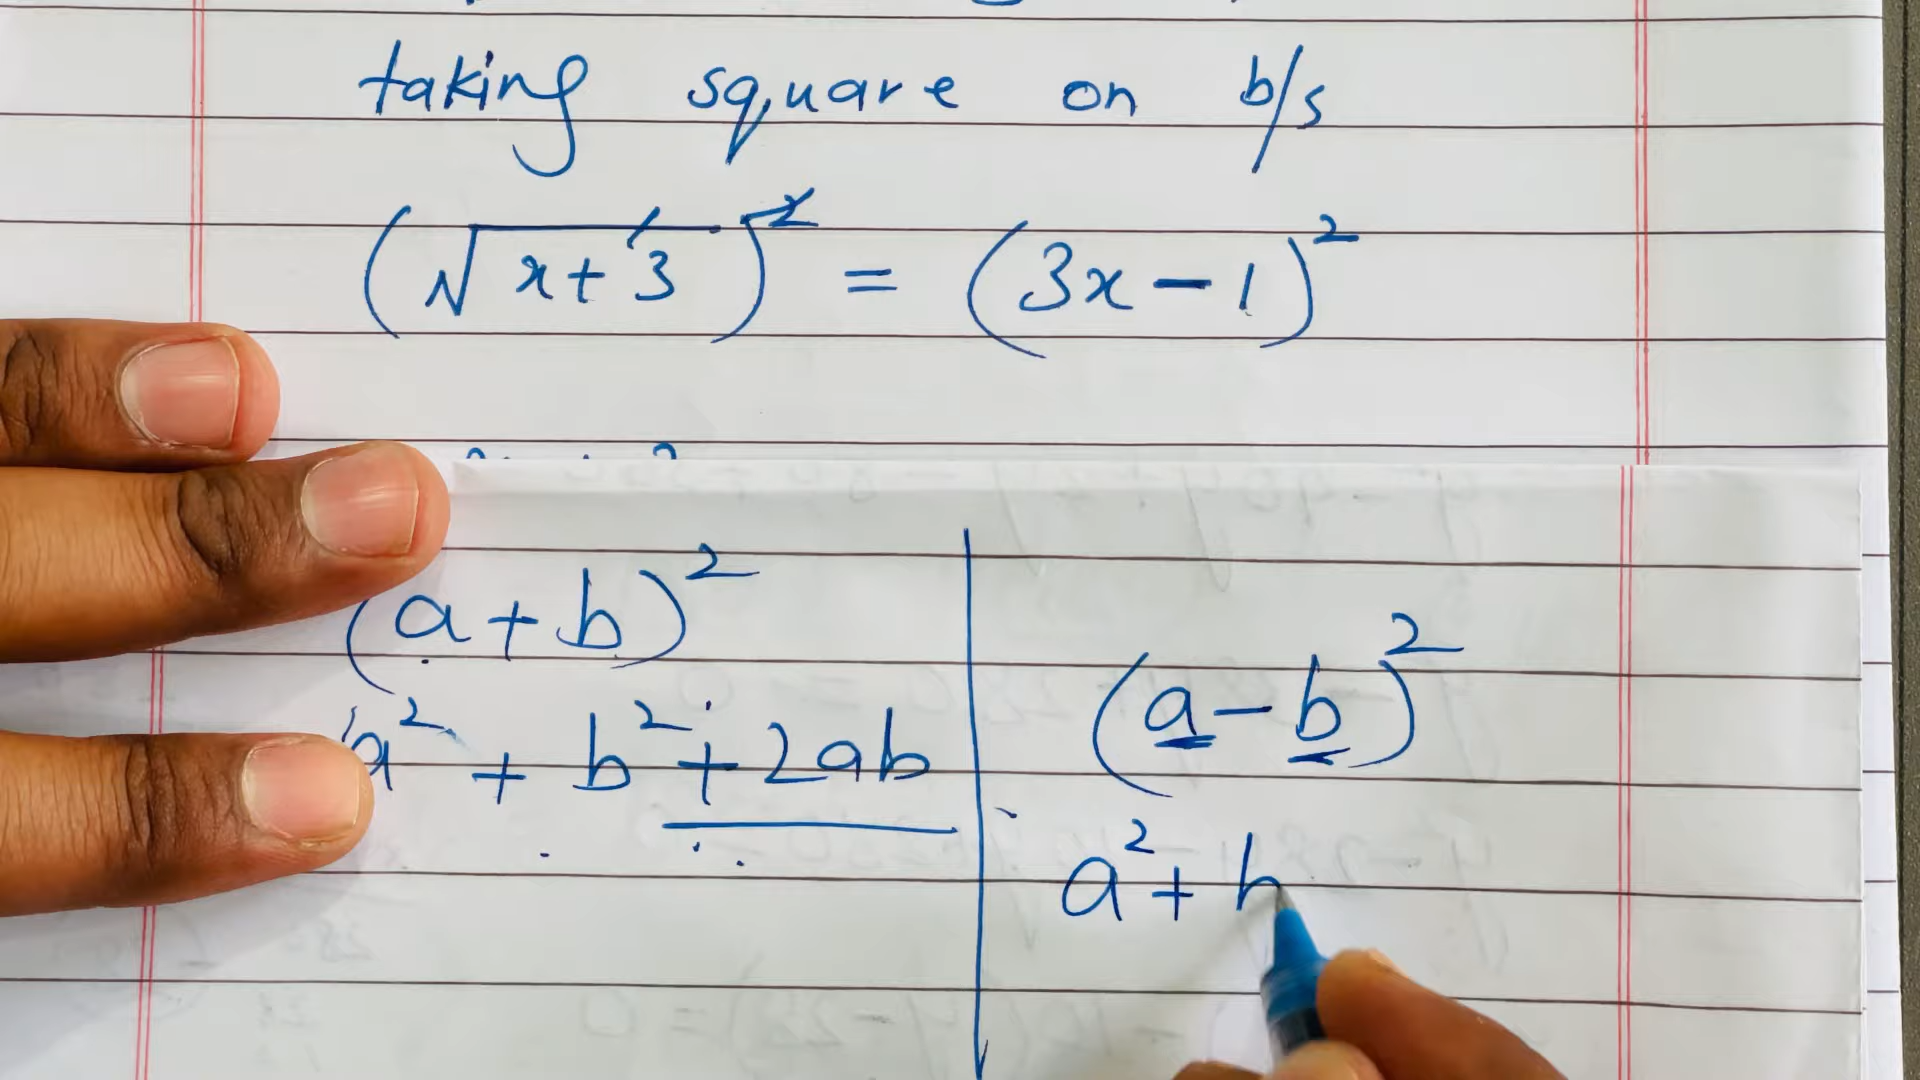 taking square on b/s
(√x+3)² = (3x-1)²
(a+b)²
a² + b² + 2ab
(a-b)²
a² + b